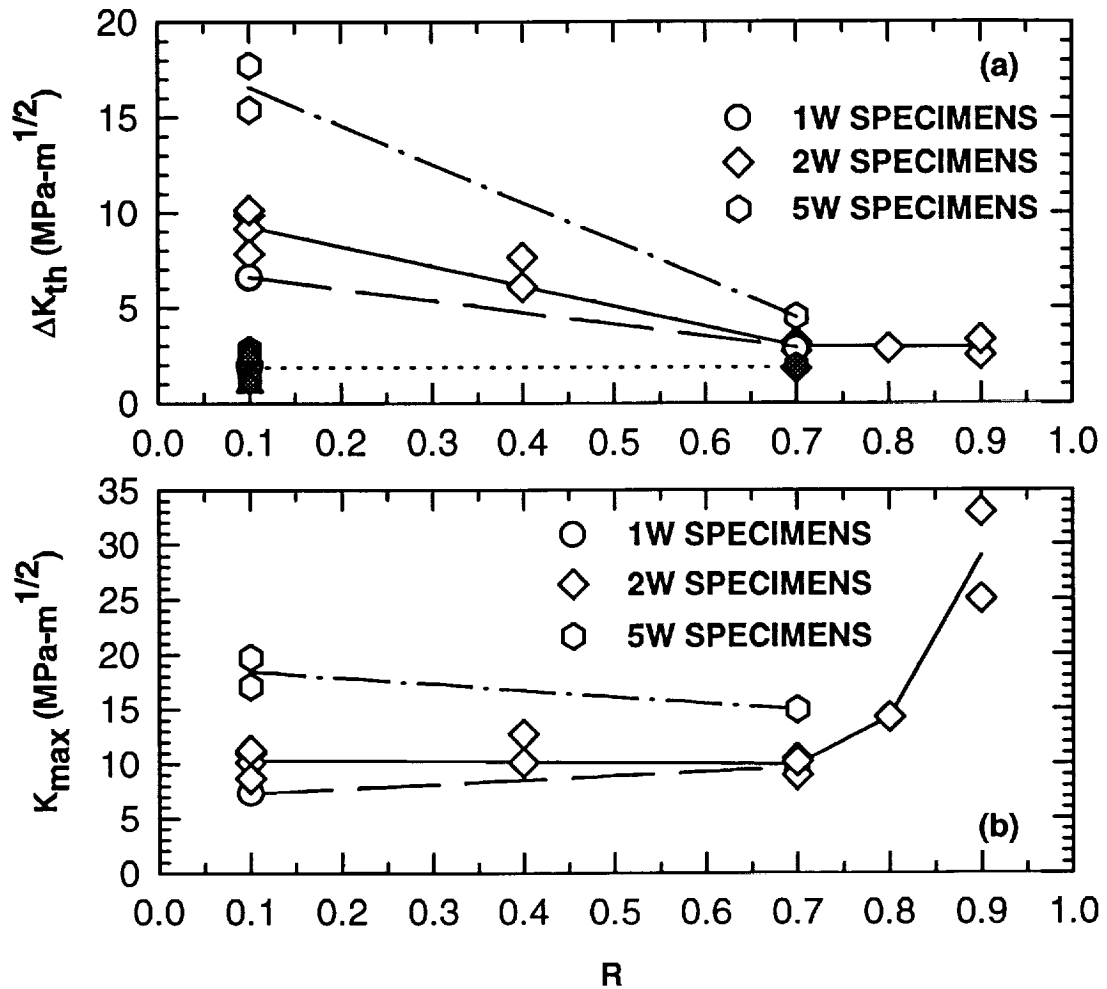 20
15
10
5
0
ΔK_th (MPa-m^1/2)
(a)
1W SPECIMENS
2W SPECIMENS
5W SPECIMENS
0.0 0.1 0.2 0.3 0.4 0.5 0.6 0.7 0.8 0.9 1.0
35
30
25
20
15
10
5
0
K_max (MPa-m^1/2)
1W SPECIMENS
2W SPECIMENS
5W SPECIMENS
(b)
0.0 0.1 0.2 0.3 0.4 0.5 0.6 0.7 0.8 0.9 1.0
R